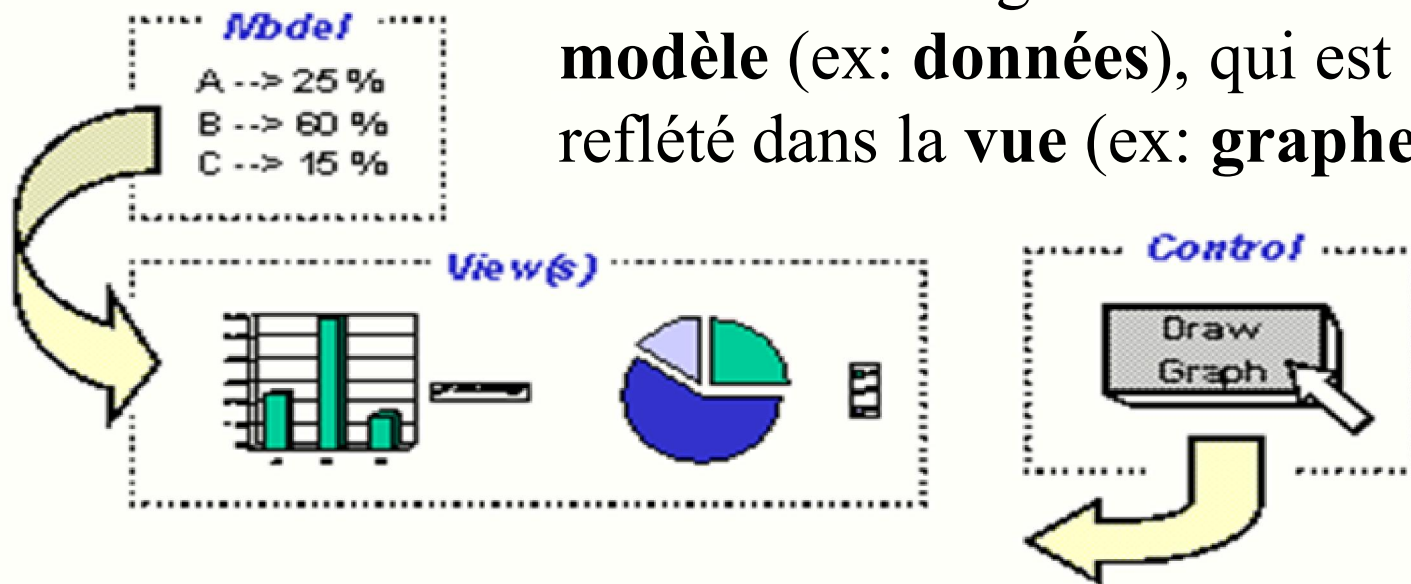 Model
A --> 25 %
B --> 60 %
C --> 15 %
modèle (ex: données), qui est
reflété dans la vue (ex: graphe
View(s)
Control
Draw
Graph